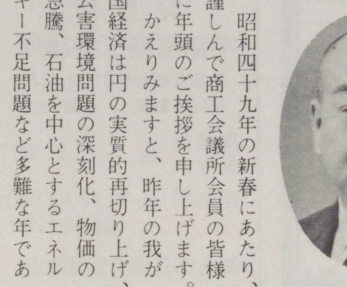 昭和四十九年の新春にあたり、
謹しんで商工会議所会員の皆様
に年頭のご挨拶を申し上げます。
かえりみますと、昨年の我が
国経済は円の実質的再切り上げ、
公害環境問題の深刻化、物価の
急騰、石油を中心とするエネル
ギー不足問題など多難な年であ